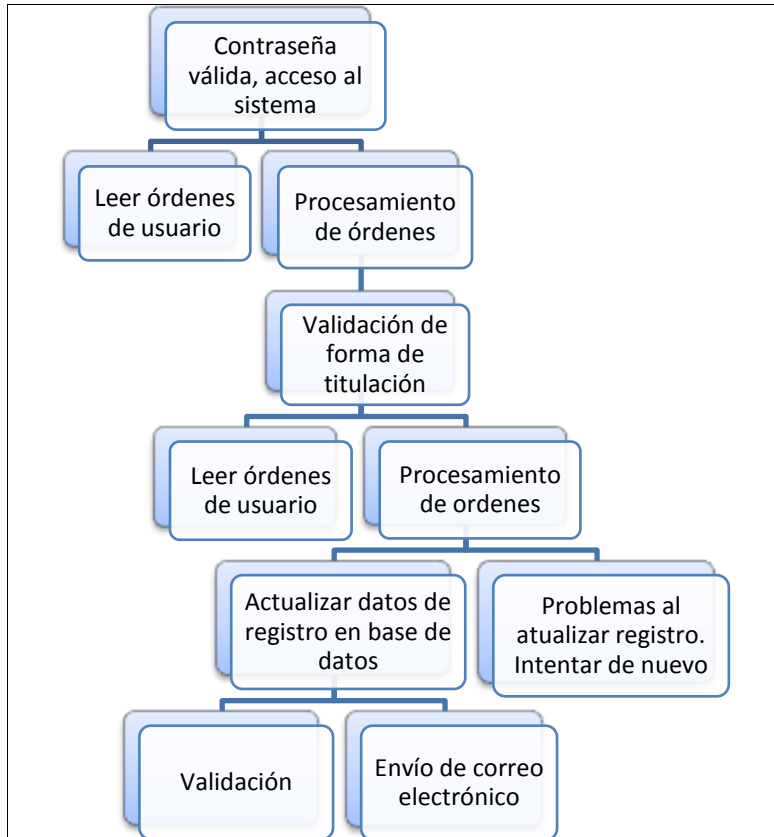 Contraseña
válida, acceso al
sistema
Leer órdenes
de usuario
Procesamiento
de órdenes
Validación de
forma de
titulación
Leer órdenes
de usuario
Procesamiento
de ordenes
Actualizar datos de
registro en base de
datos
Problemas al
atualizar registro.
Intentar de nuevo
Validación
Envío de correo
electrónico